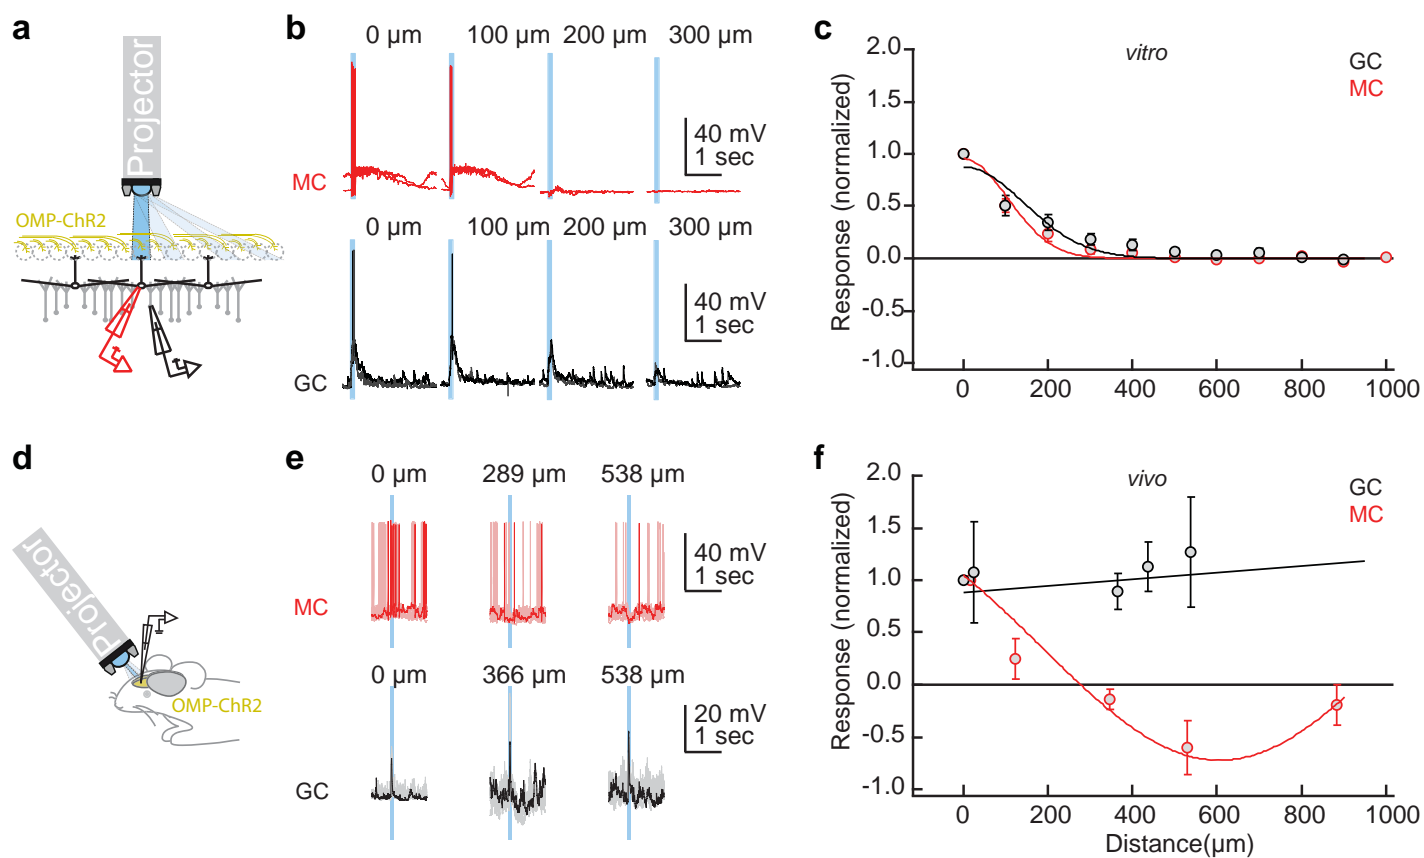 a
Projector
OMP-ChR2
b
0 µm 100 µm 200 µm 300 µm
MC
40 mV
1 sec
0 µm 100 µm 200 µm 300 µm
GC
40 mV
1 sec
c
vitro
GC
MC
Response (normalized)
2.0
1.5
1.0
0.5
0.0
-0.5
-1.0
0 200 400 600 800 1000
d
Projector
OMP-ChR2
e
0 µm 289 µm 538 µm
MC
40 mV
1 sec
0 µm 366 µm 538 µm
GC
20 mV
1 sec
f
vivo
GC
MC
Response (normalized)
2.0
1.5
1.0
0.5
0.0
-0.5
-1.0
0 200 400 600 800 1000
Distance(µm)